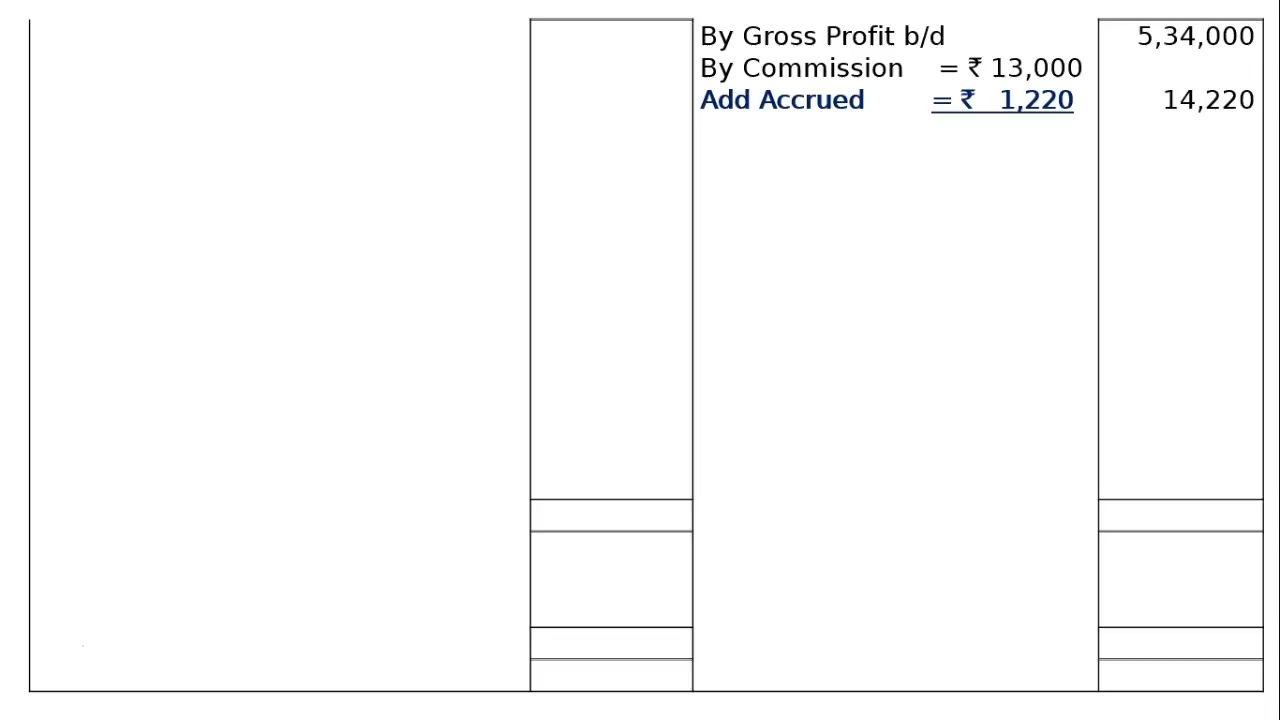 By Gross Profit b/d 5,34,000
By Commission = ₹ 13,000
Add Accrued = ₹ 1,220 14,220